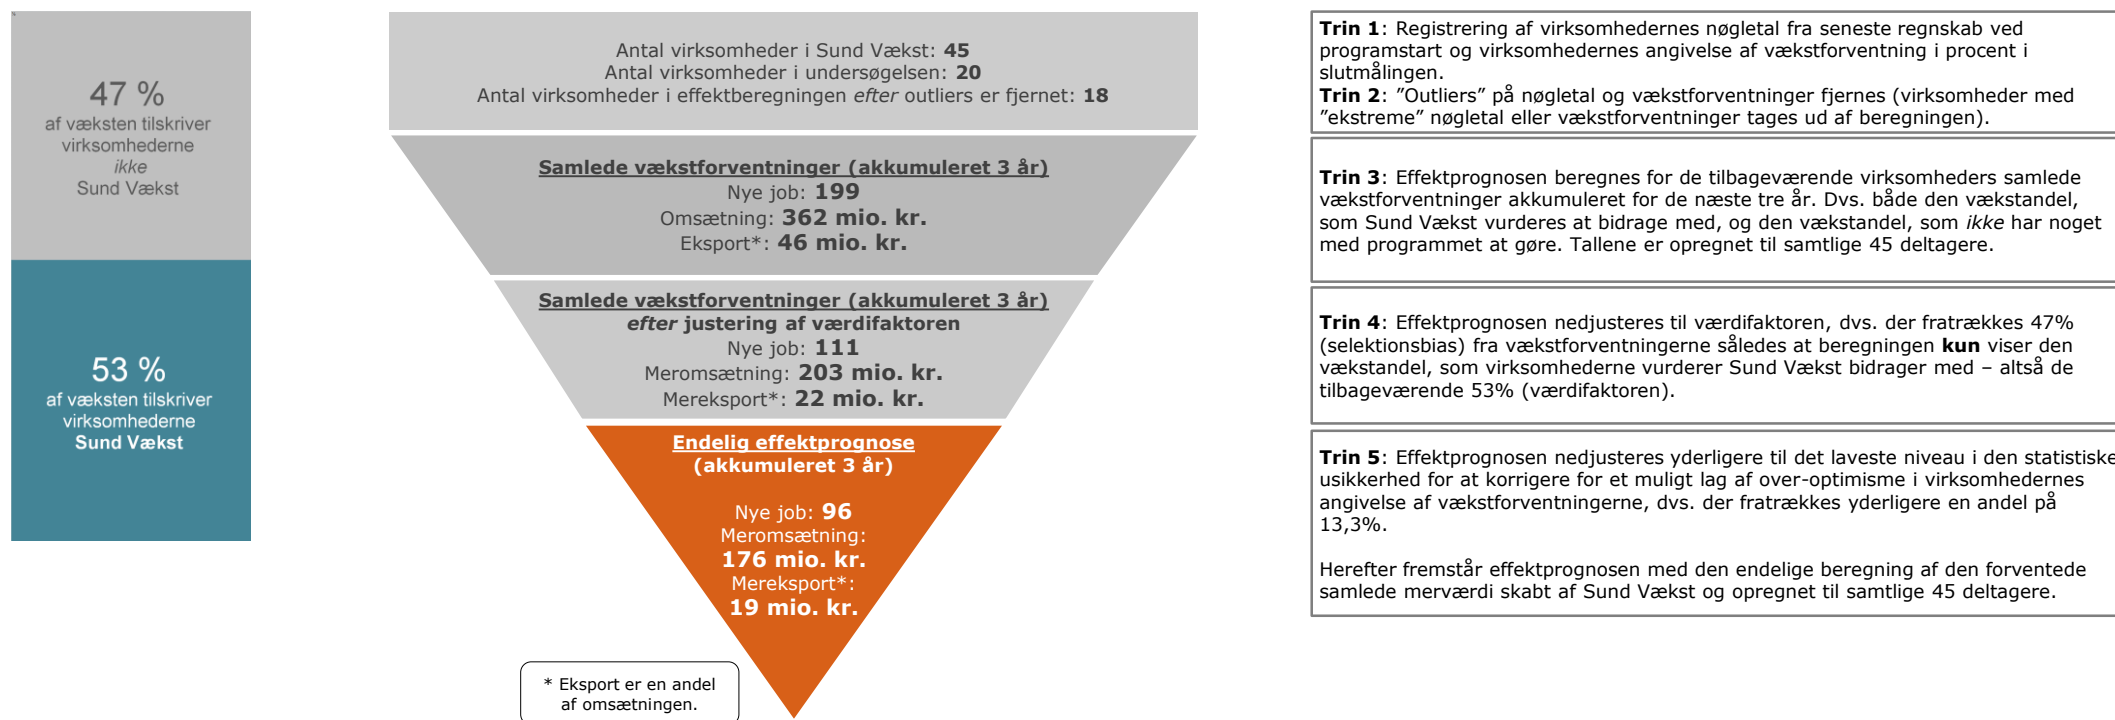 47 %
af væksten tilskriver
virksomhederne
ikke
Sund Vækst
53 %
af væksten tilskriver
virksomhederne
Sund Vækst
Antal virksomheder i Sund Vækst: 45
Antal virksomheder i undersøgelsen: 20
Antal virksomheder i effektberegningen efter outliers er fjernet: 18
Samlede vækstforventninger (akkumuleret 3 år)
Nye job: 199
Omsætning: 362 mio. kr.
Eksport*: 46 mio. kr.
Samlede vækstforventninger (akkumuleret 3 år)
efter justering af værdifaktoren
Nye job: 111
Meromsætning: 203 mio. kr.
Mereksport*: 22 mio. kr.
Endelig effektprognose
(akkumuleret 3 år)
Nye job: 96
Meromsætning:
176 mio. kr.
Mereksport*:
19 mio. kr.
* Eksport er en andel
af omsætningen.
Trin 1: Registrering af virksomhedernes nøgletal fra seneste regnskab ved
programstart og virksomhedernes angivelse af vækstforventning i procent i
slutmålingen.
Trin 2: ”Outliers” på nøgletal og vækstforventninger fjernes (virksomheder med
”ekstreme” nøgletal eller vækstforventninger tages ud af beregningen).
Trin 3: Effektprognosen beregnes for de tilbageværende virksomheders samlede
vækstforventninger akkumuleret for de næste tre år. Dvs. både den vækstandel,
som Sund Vækst vurderes at bidrage med, og den vækstandel, som ikke har noget
med programmet at gøre. Tallene er opregnet til samtlige 45 deltagere.
Trin 4: Effektprognosen nedjusteres til værdifaktoren, dvs. der fratrækkes 47%
(selektionsbias) fra vækstforventningerne således at beregningen kun viser den
vækstandel, som virksomhederne vurderer Sund Vækst bidrager med – altså de
tilbageværende 53% (værdifaktoren).
Trin 5: Effektprognosen nedjusteres yderligere til det laveste niveau i den statistiske
usikkerhed for at korrigere for et muligt lag af over-optimisme i virksomhedernes
angivelse af vækstforventningerne, dvs. der fratrækkes yderligere en andel på
13,3%.
Herefter fremstår effektprognosen med den endelige beregning af den forventede
samlede merværdi skabt af Sund Vækst og opregnet til samtlige 45 deltagere.